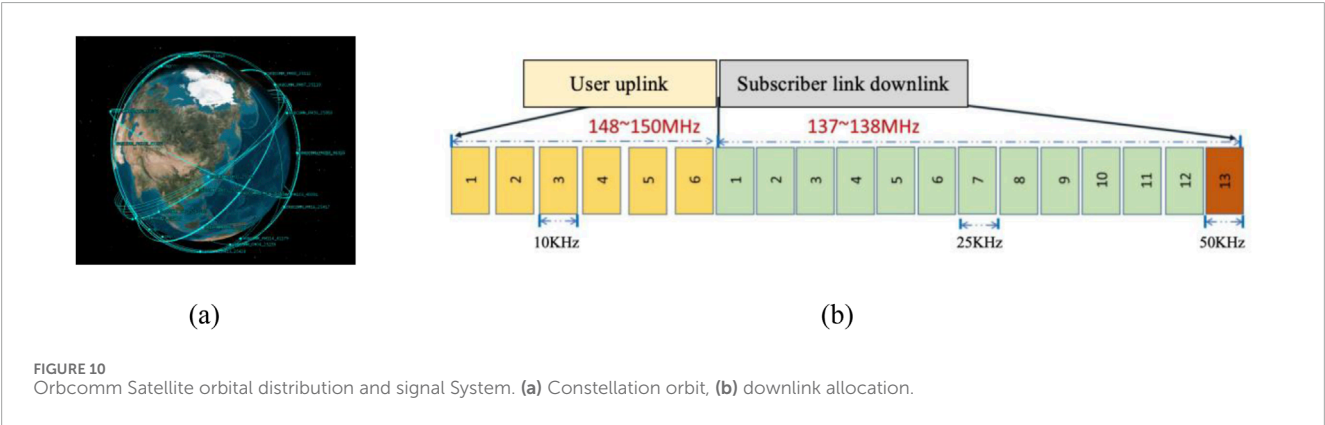 User uplink
Subscriber link downlink
148~150MHz
137~138MHz
1
2
3
4
5
6
1
2
3
4
5
6
7
8
9
10
11
12
13
10KHz
25KHz
50KHz
(a)
(b)
FIGURE 10
Orbcomm Satellite orbital distribution and signal System. (a) Constellation orbit, (b) downlink allocation.